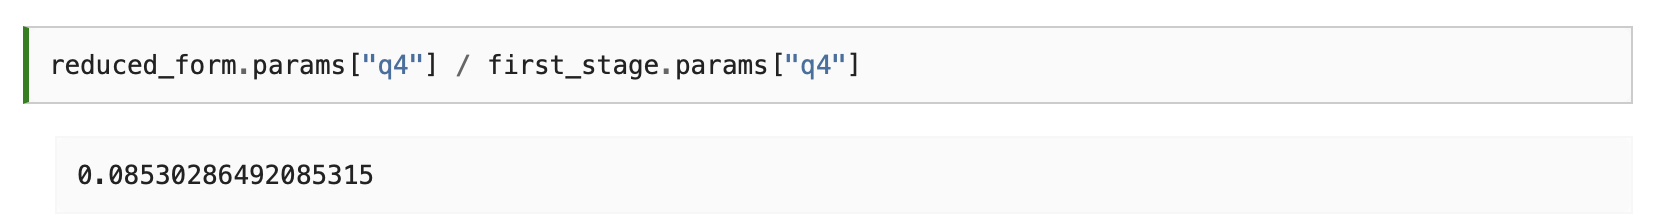 reduced_form.params["q4"] / first_stage.params["q4"]
0.08530286492085315